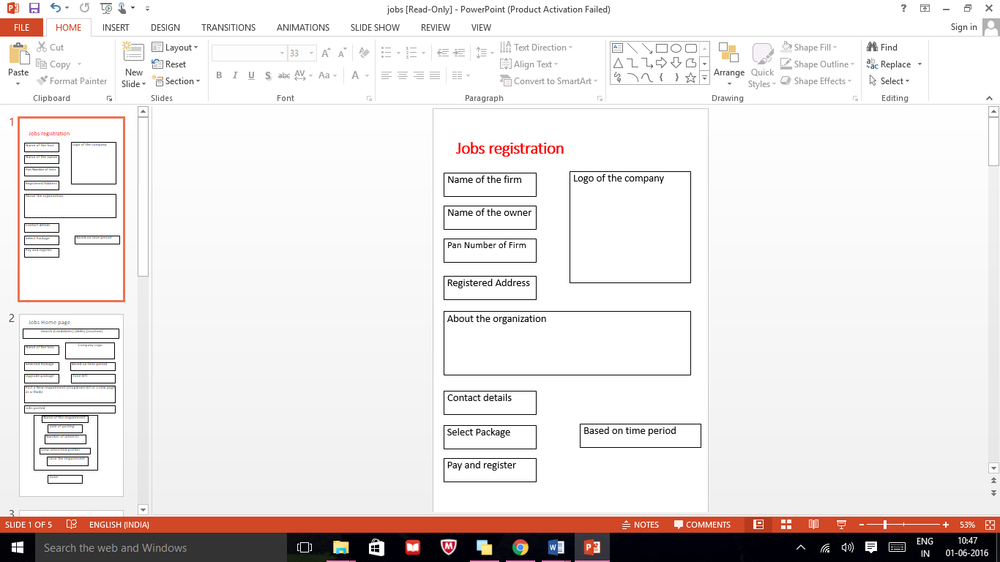 jobs [Read-Only] - PowerPoint (Product Activation Failed)
?
FILE HOME INSERT DESIGN TRANSITIONS ANIMATIONS SLIDE SHOW REVIEW VIEW Sign in
Paste
Cut
Copy
Format Painter
Clipboard
New Slide
Layout
Reset
Section
Slides
33
B I U S abc AV Aa A
Font
Text Direction
Align Text
Convert to SmartArt
Paragraph
Arrange
Quick Styles
Shape Fill
Shape Outline
Shape Effects
Drawing
Find
Replace
Select
Editing
1
Jobs registration
Name of the firm
Logo of the company
Name of the owner
Pan Number of Firm
Registered Address
About the organization
Contact details
Select Package
Based on time period
Pay and register
2
Jobs Home page
Search (Candidates) (Skills) (Location)
Name of the firm
Company Logo
Selected Package
Based on time period
Upgrade package
Time left
Post a New requirement (dropdown list or a new page
as u think)
Jobs posted
Name of the requirement
Date of posting
Number of interests
View interested profiles
Close the requirement
Done
3
Jobs registration
Name of the firm
Logo of the company
Name of the owner
Pan Number of Firm
Registered Address
About the organization
Contact details
Select Package
Based on time period
Pay and register
SLIDE 1 OF 5 ENGLISH (INDIA) NOTES COMMENTS 53%
Search the web and Windows
ENG
IN
10:47
01-06-2016